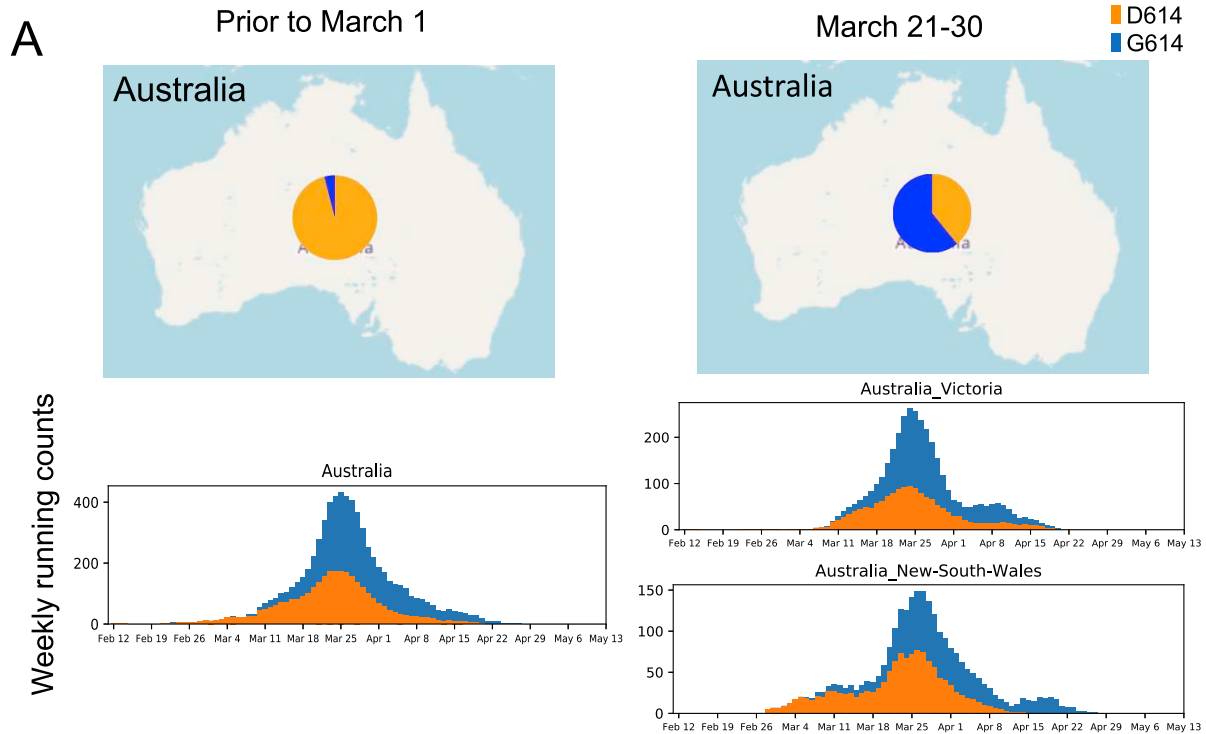 A
Prior to March 1
March 21-30
D614
G614
Australia
Australia
Weekly running counts
Australia
400
200
0
Feb 12 Feb 19 Feb 26 Mar 4 Mar 11 Mar 18 Mar 25 Apr 1 Apr 8 Apr 15 Apr 22 Apr 29 May 6 May 13
Australia_Victoria
200
100
0
Feb 12 Feb 19 Feb 26 Mar 4 Mar 11 Mar 18 Mar 25 Apr 1 Apr 8 Apr 15 Apr 22 Apr 29 May 6 May 13
Australia_New-South-Wales
150
100
50
0
Feb 12 Feb 19 Feb 26 Mar 4 Mar 11 Mar 18 Mar 25 Apr 1 Apr 8 Apr 15 Apr 22 Apr 29 May 6 May 13